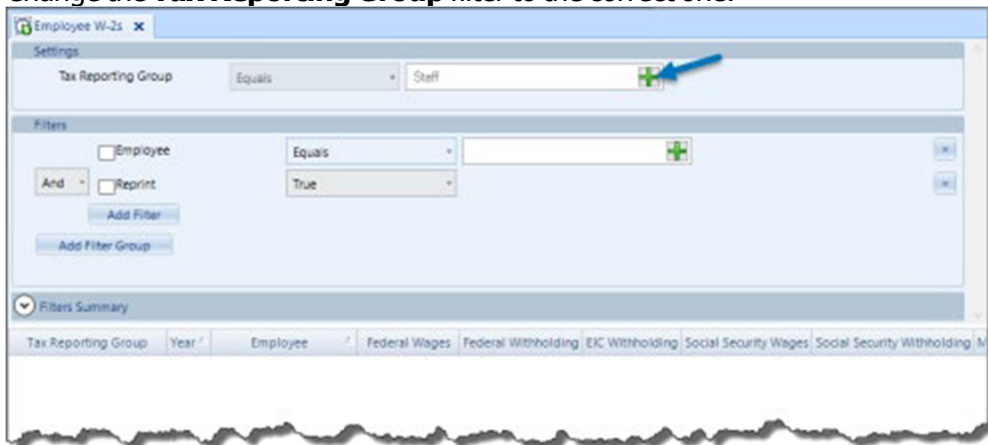 Change the Tax Reporting Group filter to the correct one.
Employee W-2s ×
Settings
Tax Reporting Group Equals Staff
Filters
Employee Equals
And Reprint True
Add Filter
Add Filter Group
Filters Summary
Tax Reporting Group Year Employee Federal Wages Federal Withholding EIC Withholding Social Security Wages Social Security Withholding M